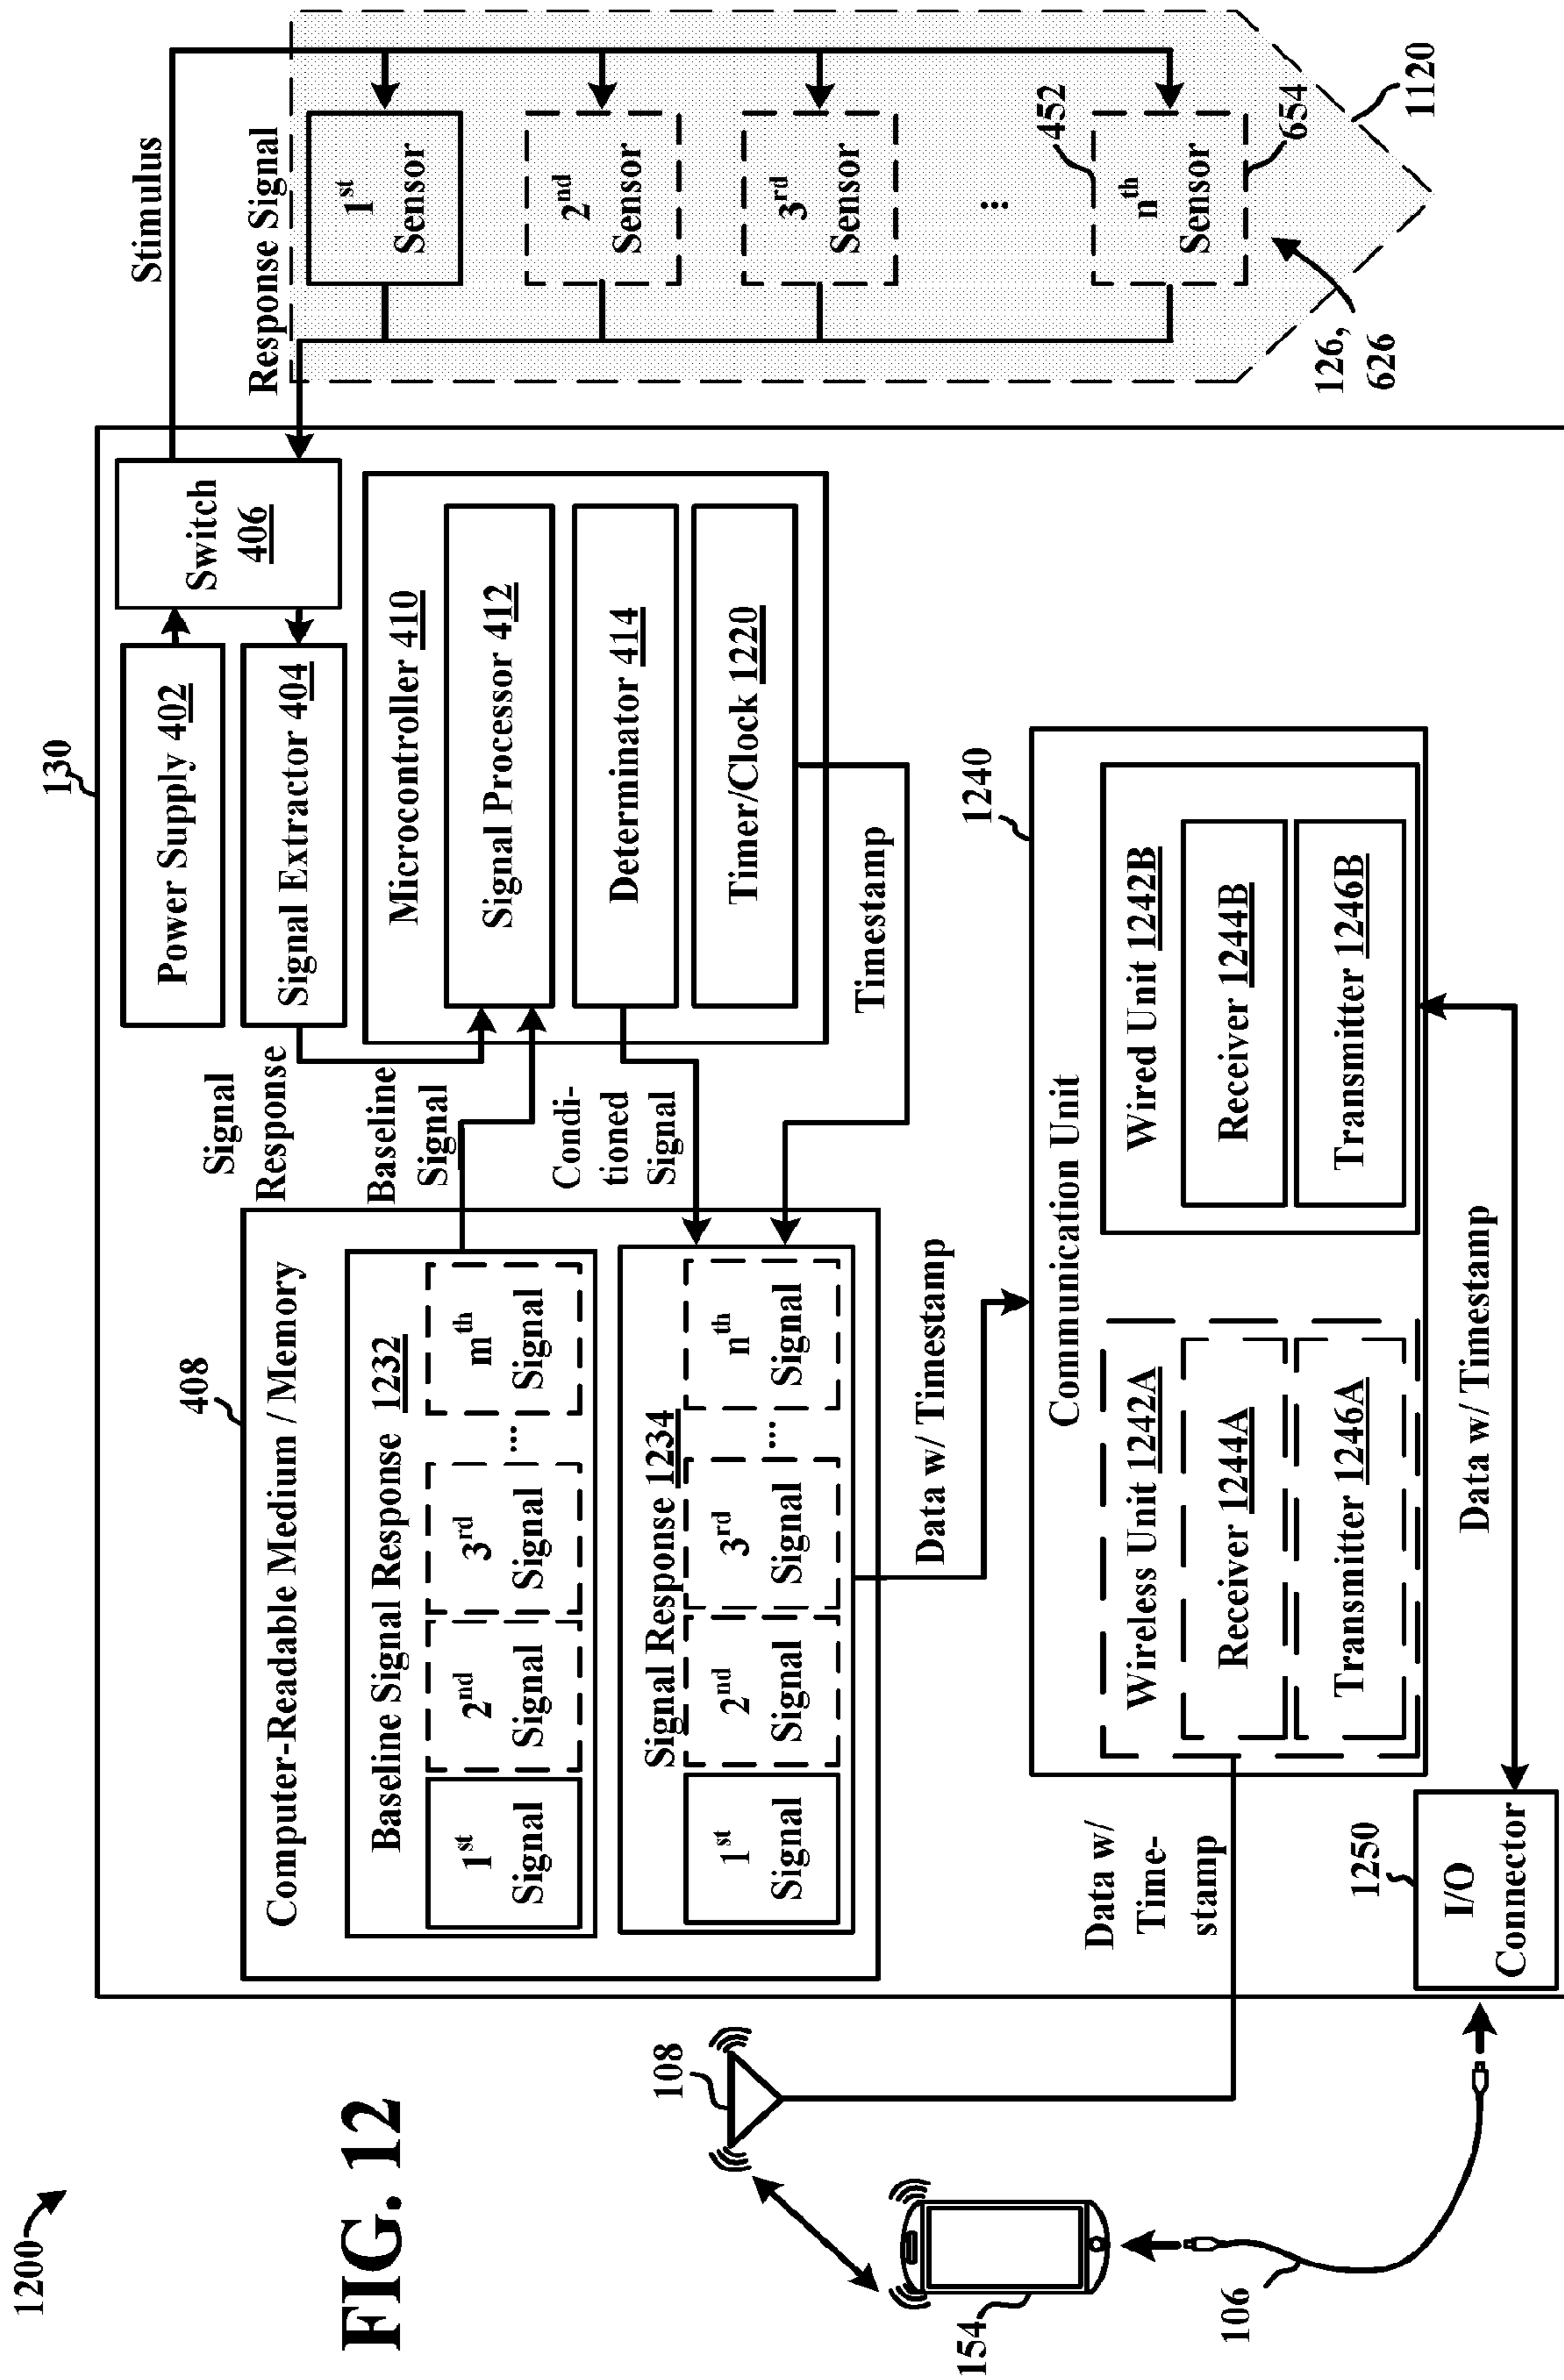 1200
FIG. 12
130
408
Computer-Readable Medium / Memory
Baseline Signal Response 1232
1st
Signal
2nd
Signal
3rd
Signal
...
mth
Signal
Signal Response 1234
1st
Signal
2nd
Signal
3rd
Signal
...
nth
Signal
Signal
Response
Baseline
Signal
Condi-
tioned
Signal
Power Supply 402
Signal Extractor 404
Switch
406
Microcontroller 410
Signal Processor 412
Determinator 414
Timer/Clock 1220
Timestamp
Stimulus
Response Signal
1st
Sensor
2nd
Sensor
3rd
Sensor
...
nth
Sensor
452
654
126,
626
1120
Data w/ Timestamp
1240
Communication Unit
Wireless Unit 1242A
Receiver 1244A
Transmitter 1246A
Wired Unit 1242B
Receiver 1244B
Transmitter 1246B
Data w/ Timestamp
Data w/
Time-
stamp
1250
I/O
Connector
108
154
106